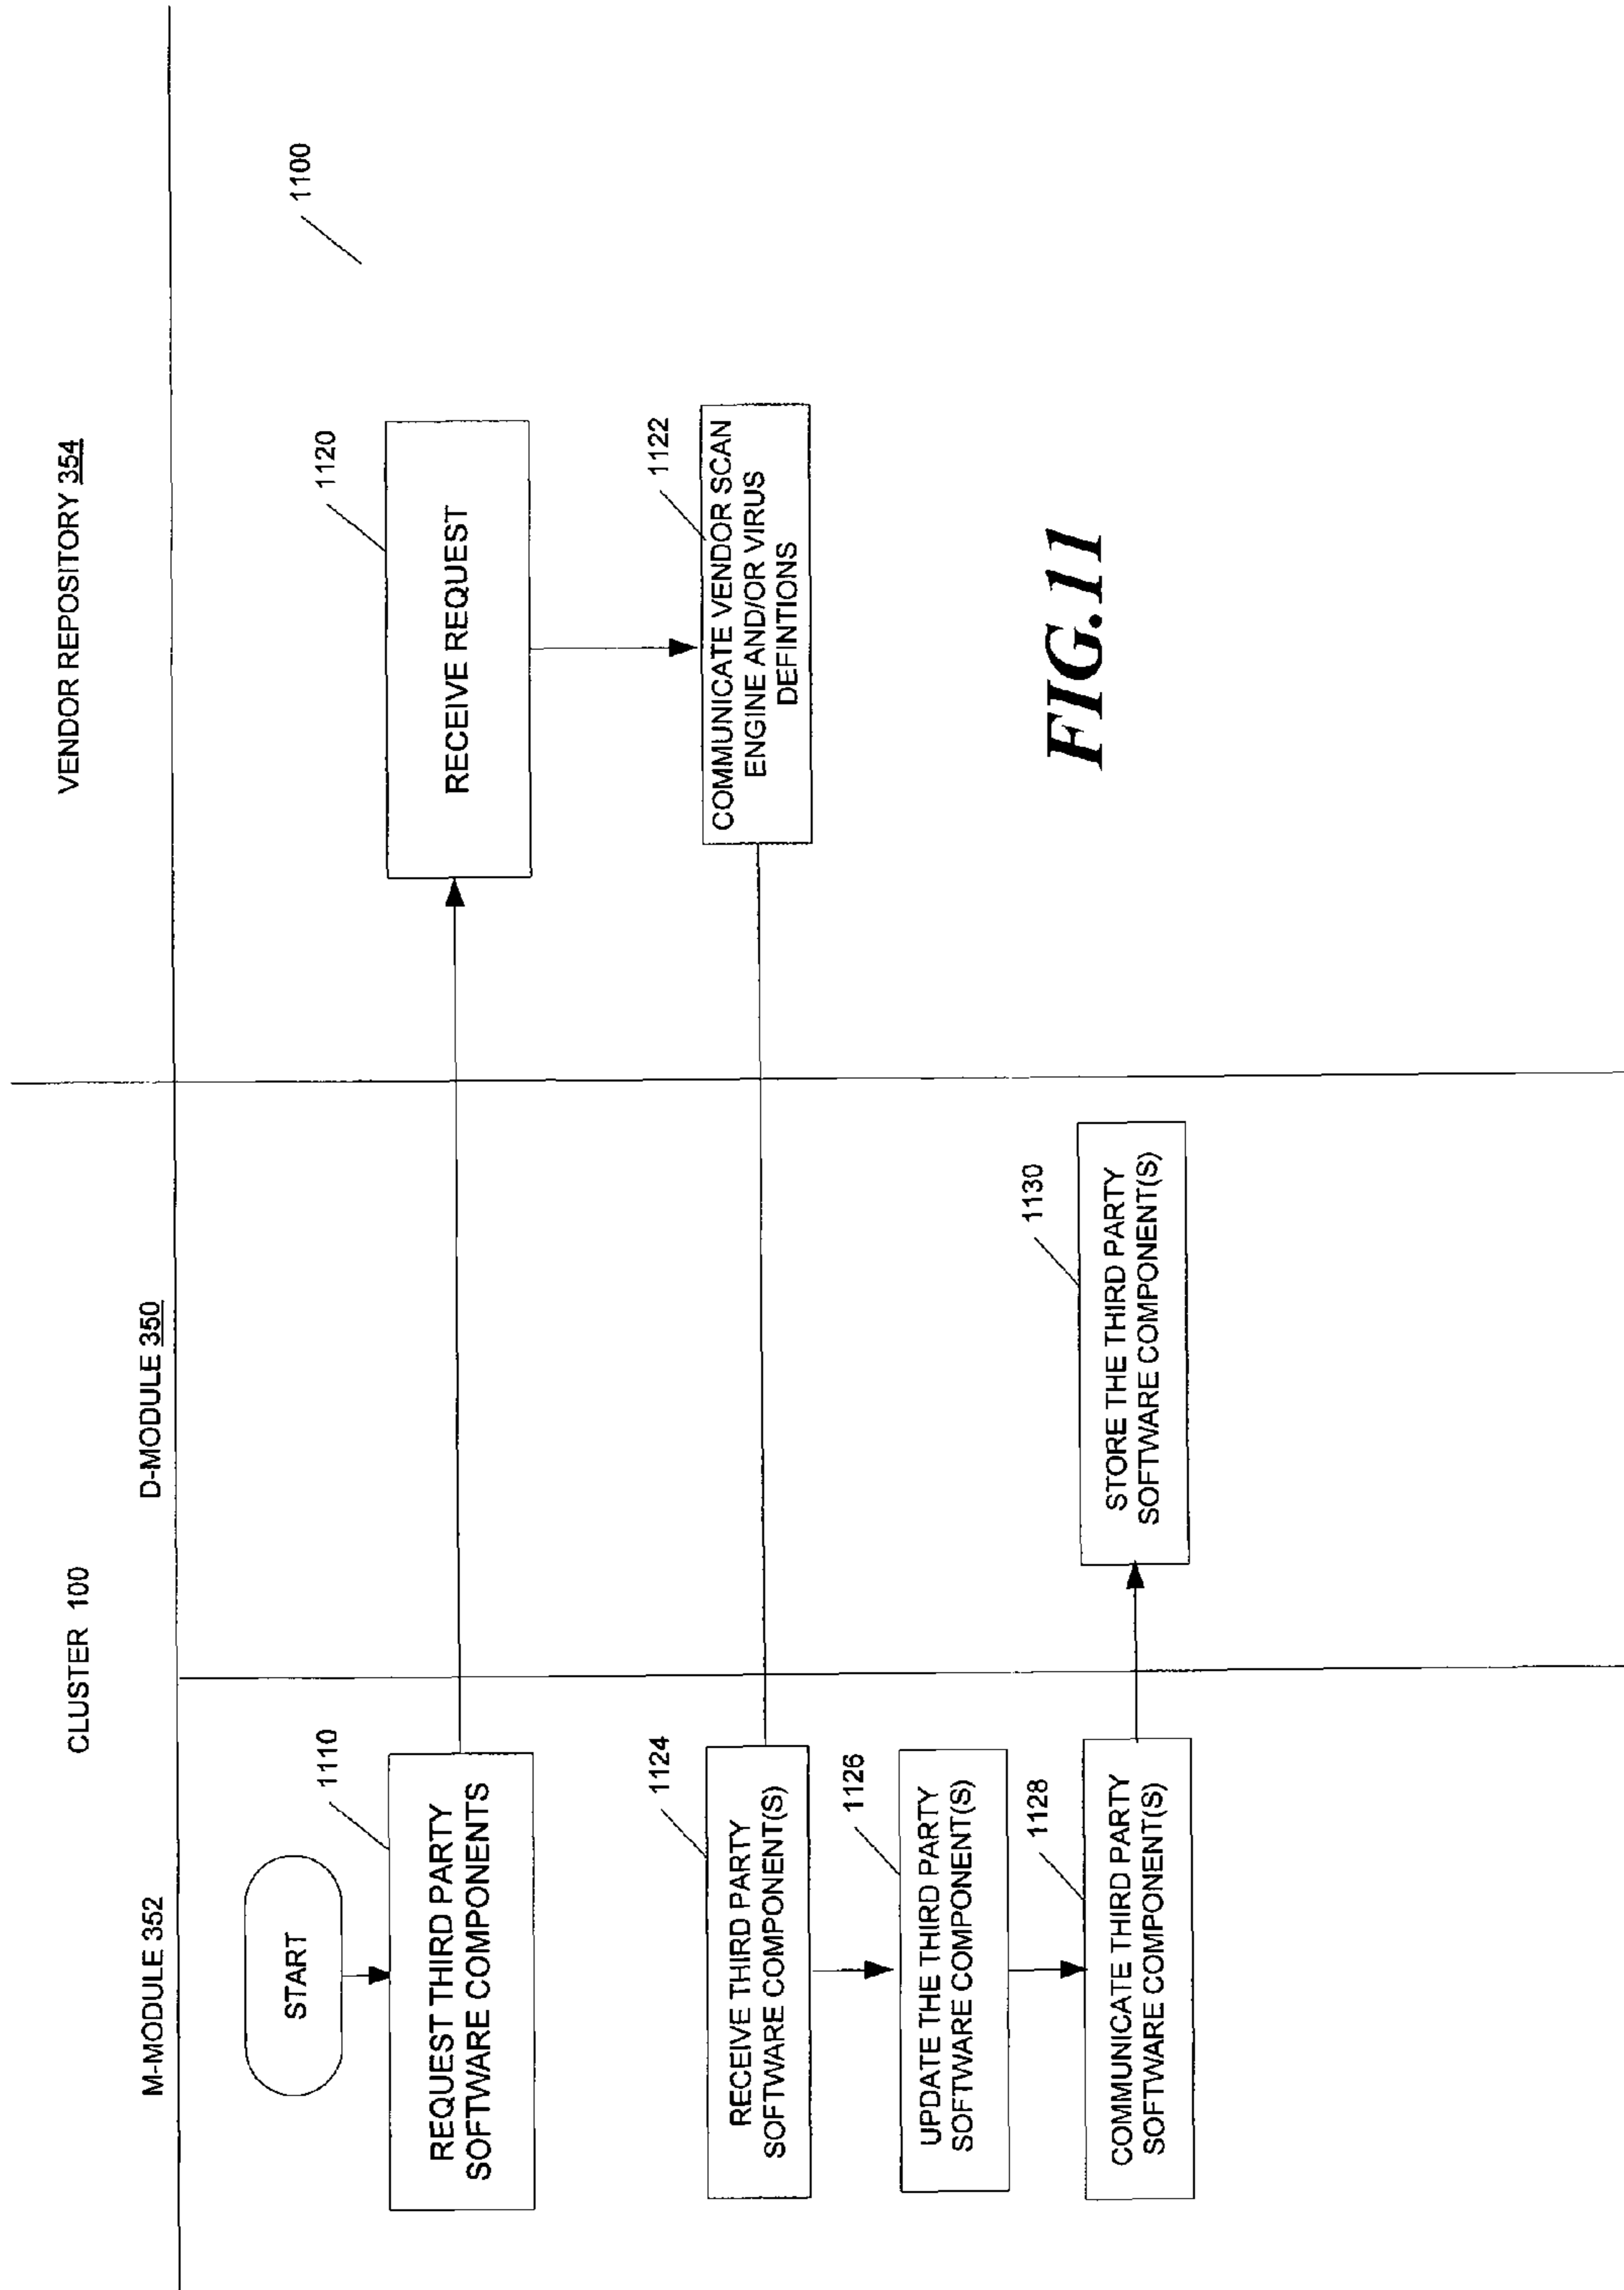 CLUSTER 100
VENDOR REPOSITORY 354
M-MODULE 352
D-MODULE 350
START
1100
1110
REQUEST THIRD PARTY
SOFTWARE COMPONENTS
1120
RECEIVE REQUEST
1124
RECEIVE THIRD PARTY
SOFTWARE COMPONENT(S)
1122
COMMUNICATE VENDOR SCAN
ENGINE AND/OR VIRUS
DEFINTIONS
1126
UPDATE THE THIRD PARTY
SOFTWARE COMPONENT(S)
1128
COMMUNICATE THIRD PARTY
SOFTWARE COMPONENT(S)
1130
STORE THE THIRD PARTY
SOFTWARE COMPONENT(S)
FIG.11